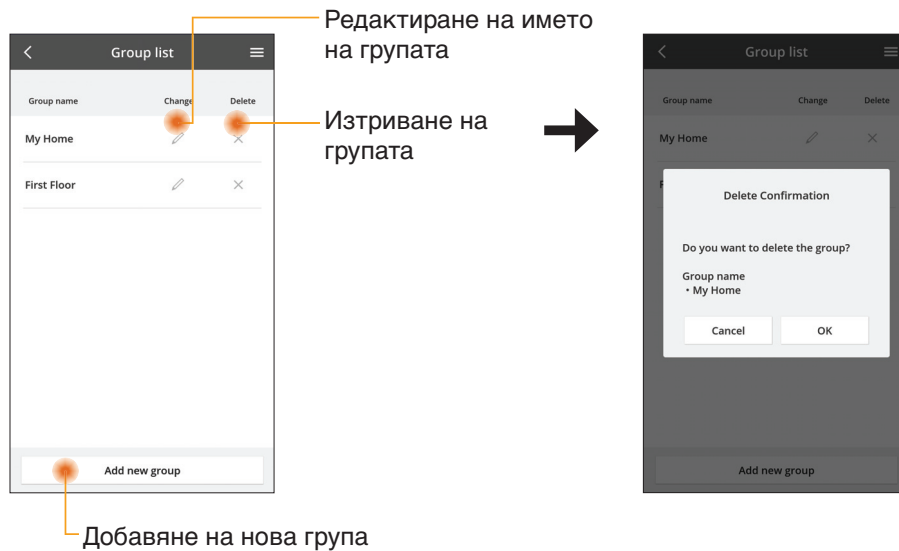 Редактиране на името
на групата
Group list
Group name Change Delete
My Home
First Floor
Изтриване на
групата
Add new group
Добавяне на нова група
Group list
Group name Change Delete
My Home
F
Delete Confirmation
Do you want to delete the group?
Group name
• My Home
Cancel OK
Add new group